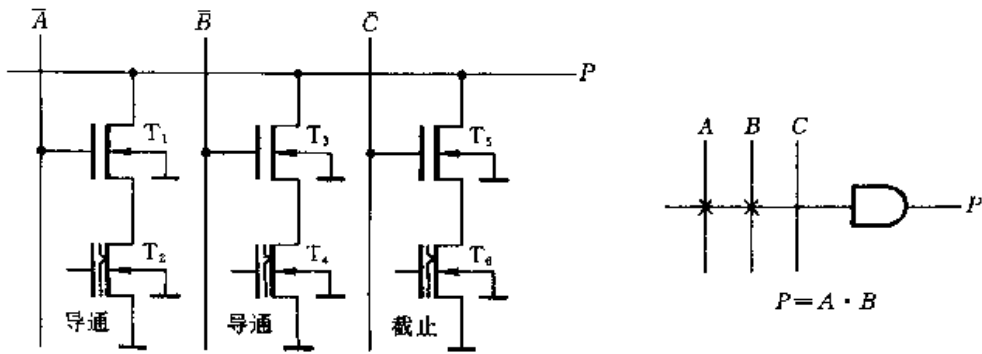 A̅ B̅ C̅
P
T₁ T₃ T₅
T₂ T₄ T₆
导通 导通 截止
A B C
P
P=A·B